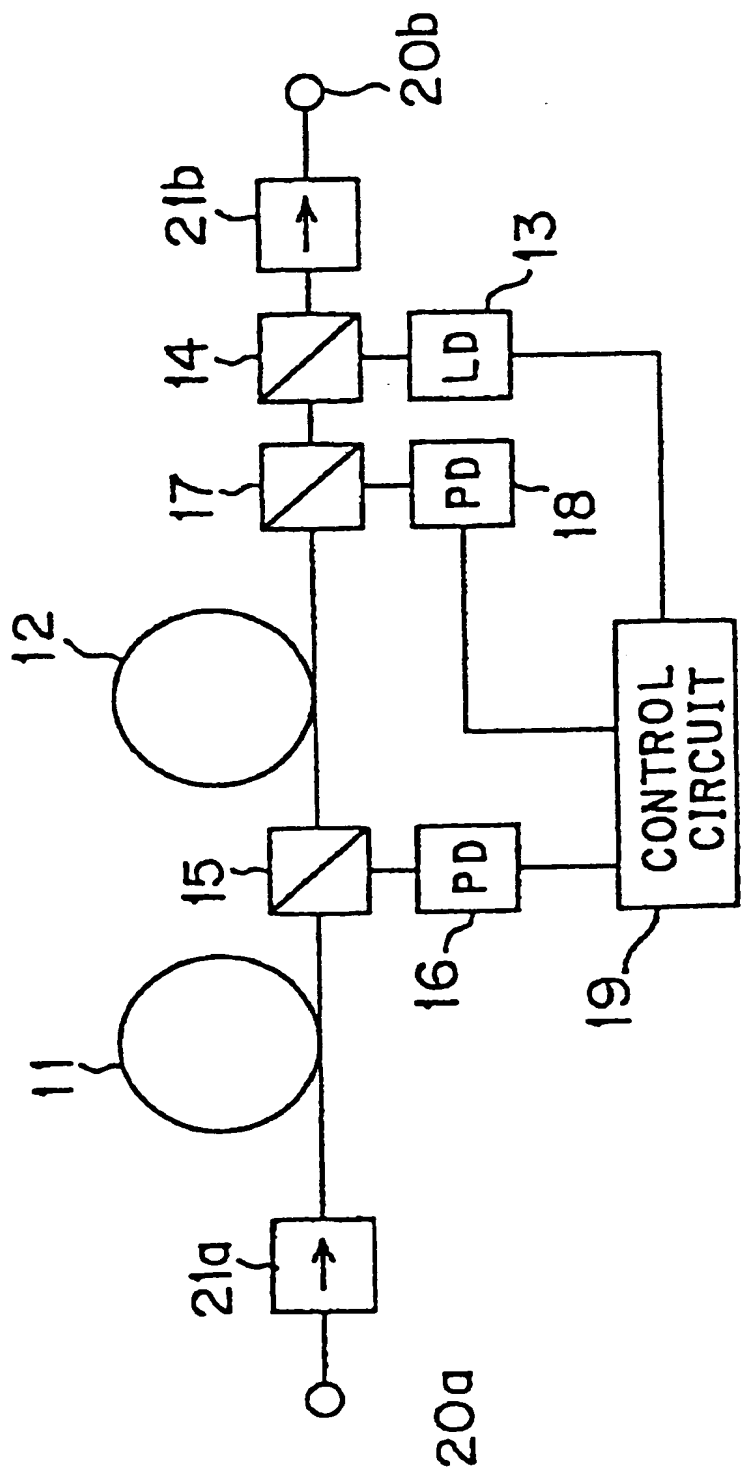 11
12
17
14
21b
21a
15
20b
20a
16
PD
PD
LD
18
13
19
CONTROL
CIRCUIT